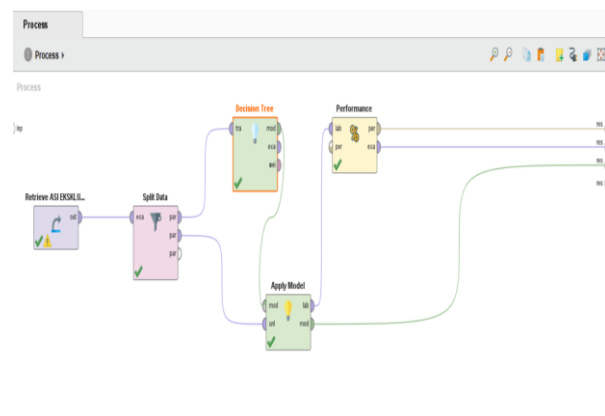 Process
Process
Process
inp
Decision Tree
tra
mod
exa
wei
Performance
lab
per
per
exa
res
res
res
res
Retrieve ASI EKSKLU...
out
Split Data
exa
par
par
par
Apply Model
mod
lab
unl
mod